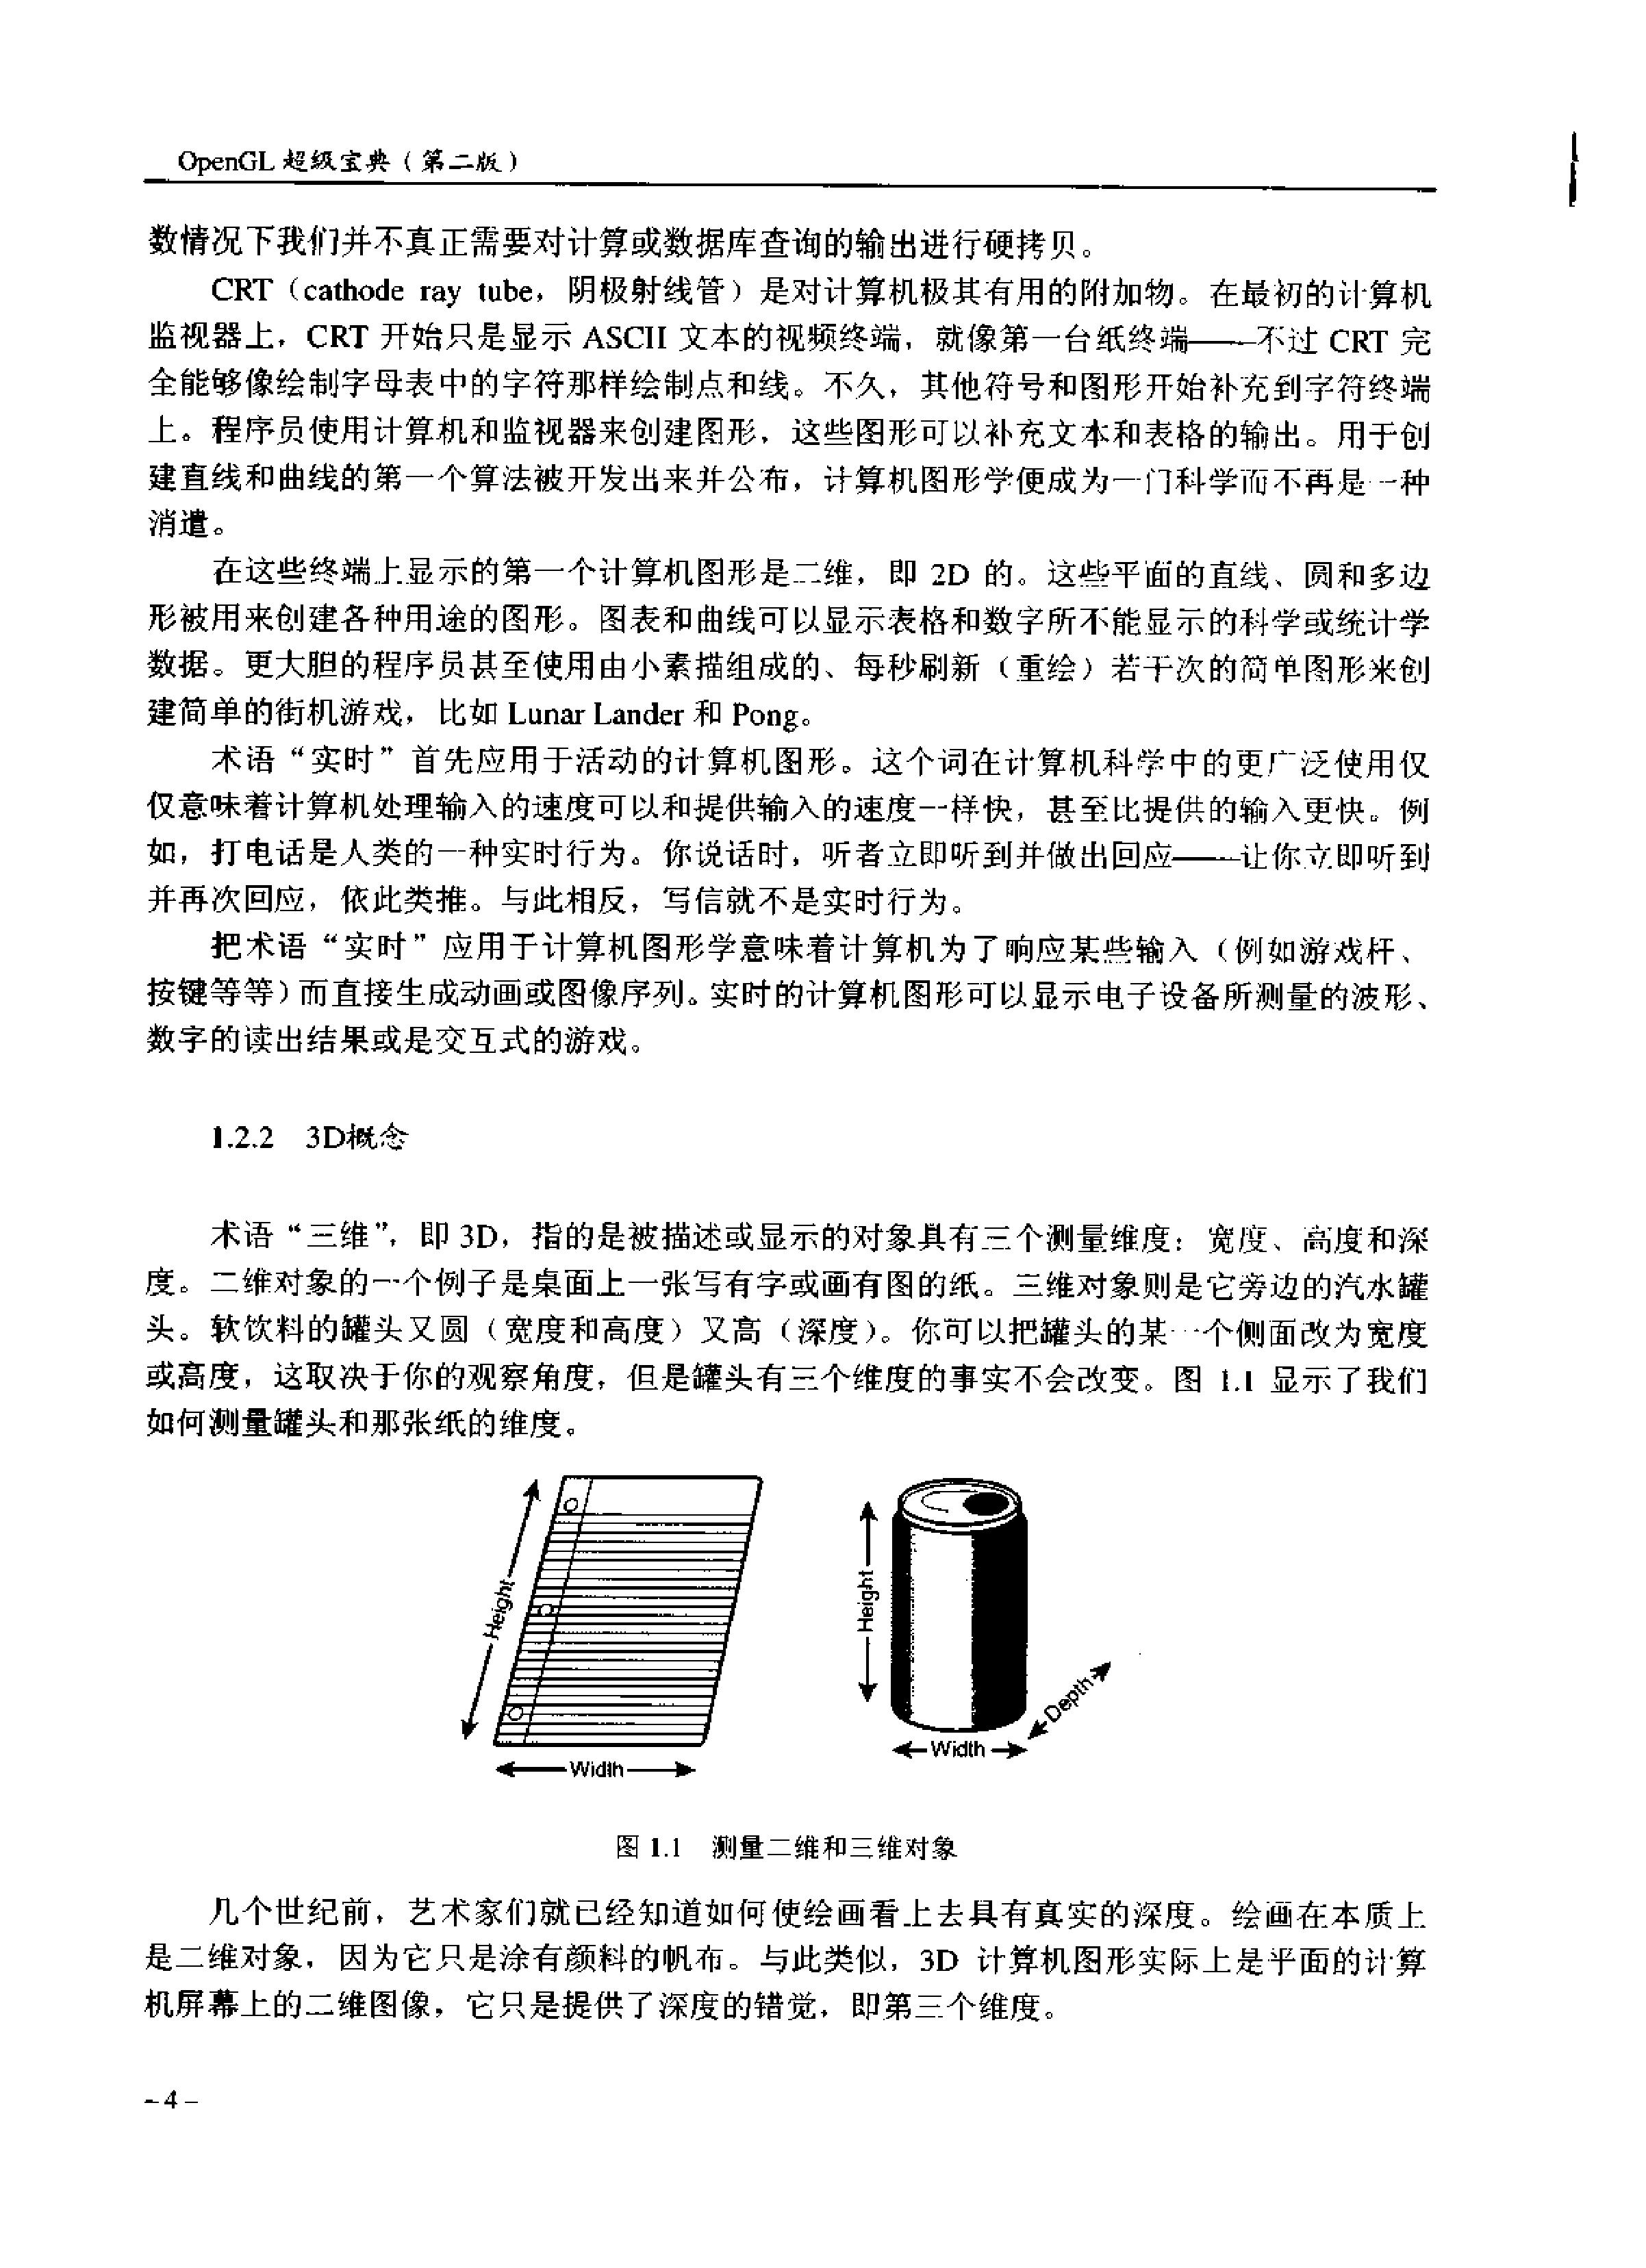 OpenGL 超级宝典（第二版）
数情况下我们并不真正需要对计算或数据库查询的输出进行硬拷贝。
CRT（cathode ray tube，阴极射线管）是对计算机极其有用的附加物。在最初的计算机
监视器上，CRT 开始只是显示 ASCII 文本的视频终端，就像第一台纸终端——不过 CRT 完
全能够像绘制字母表中的字符那样绘制点和线。不久，其他符号和图形开始补充到字符终端
上。程序员使用计算机和监视器来创建图形，这些图形可以补充文本和表格的输出。用于创
建直线和曲线的第一个算法被开发出来并公布，计算机图形学便成为一门科学而不再是一种
消遣。
在这些终端上显示的第一个计算机图形是二维，即 2D 的。这些平面的直线、圆和多边
形被用来创建各种用途的图形。图表和曲线可以显示表格和数字所不能显示的科学或统计学
数据。更大胆的程序员甚至使用由小素描组成的、每秒刷新（重绘）若干次的简单图形来创
建简单的街机游戏，比如 Lunar Lander 和 Pong。
术语“实时”首先应用于活动的计算机图形。这个词在计算机科学中的更广泛使用仅
仅意味着计算机处理输入的速度可以和提供输入的速度一样快，甚至比提供的输入更快。例
如，打电话是人类的一种实时行为。你说话时，听者立即听到并做出回应——让你立即听到
并再次回应，依此类推。与此相反，写信就不是实时行为。
把术语“实时”应用于计算机图形学意味着计算机为了响应某些输入（例如游戏杆、
按键等等）而直接生成动画或图像序列。实时的计算机图形可以显示电子设备所测量的波形、
数字的读出结果或是交互式的游戏。
1.2.2 3D概念
术语“三维”，即 3D，指的是被描述或显示的对象具有三个测量维度：宽度、高度和深
度。二维对象的一个例子是桌面上一张写有字或画有图的纸。三维对象则是它旁边的汽水罐
头。软饮料的罐头又圆（宽度和高度）又高（深度）。你可以把罐头的某一个侧面改为宽度
或高度，这取决于你的观察角度，但是罐头有三个维度的事实不会改变。图 1.1 显示了我们
如何测量罐头和那张纸的维度。
Height
Width
Height
Width
Depth
图 1.1 测量二维和三维对象
几个世纪前，艺术家们就已经知道如何使绘画看上去具有真实的深度。绘画在本质上
是二维对象，因为它只是涂有颜料的帆布。与此类似，3D 计算机图形实际上是平面的计算
机屏幕上的二维图像，它只是提供了深度的错觉，即第三个维度。
- 4 -